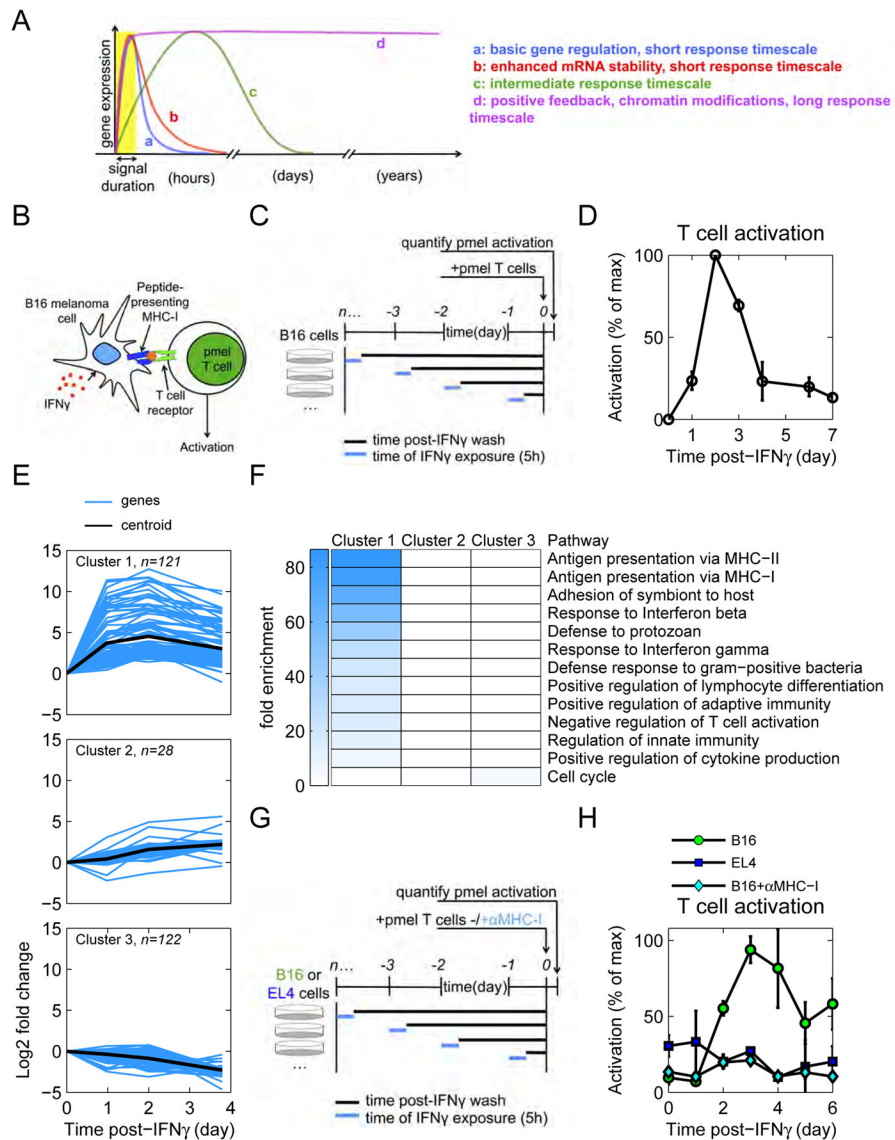 A
gene expression
a
b
c
d
signal
duration
(hours)
(days)
(years)
a: basic gene regulation, short response timescale
b: enhanced mRNA stability, short response timescale
c: intermediate response timescale
d: positive feedback, chromatin modifications, long response
timescale
B
B16 melanoma
cell
Peptide-
presenting
MHC-I
pmel
T cell
IFNγ
T cell
receptor
Activation
C
quantify pmel activation
+pmel T cells
n... -3 -2 -1 0
B16 cells
time(day)
...
time post-IFNγ wash
time of IFNγ exposure (5h)
D
T cell activation
Activation (% of max)
100
50
0
1 3 5 7
Time post−IFNγ (day)
E
genes
centroid
Cluster 1, n=121
15
10
5
0
−5
Cluster 2, n=28
15
10
5
0
−5
Cluster 3, n=122
15
10
5
0
−5
Log2 fold change
0 1 2 3 4
Time post−IFNγ (day)
F
Cluster 1 Cluster 2 Cluster 3 Pathway
fold enrichment
80
60
40
20
0
Antigen presentation via MHC−II
Antigen presentation via MHC−I
Adhesion of symbiont to host
Response to Interferon beta
Defense to protozoan
Response to Interferon gamma
Defense response to gram−positive bacteria
Positive regulation of lymphocyte differentiation
Positive regulation of adaptive immunity
Negative regulation of T cell activation
Regulation of innate immunity
Positive regulation of cytokine production
Cell cycle
G
quantify pmel activation
+pmel T cells -/+αMHC-I
n... -3 -2 -1 0
B16 or
EL4 cells
time(day)
...
time post-IFNγ wash
time of IFNγ exposure (5h)
H
B16
EL4
B16+αMHC−I
T cell activation
Activation (% of max)
100
50
0
0 2 4 6
Time post−IFNγ (day)